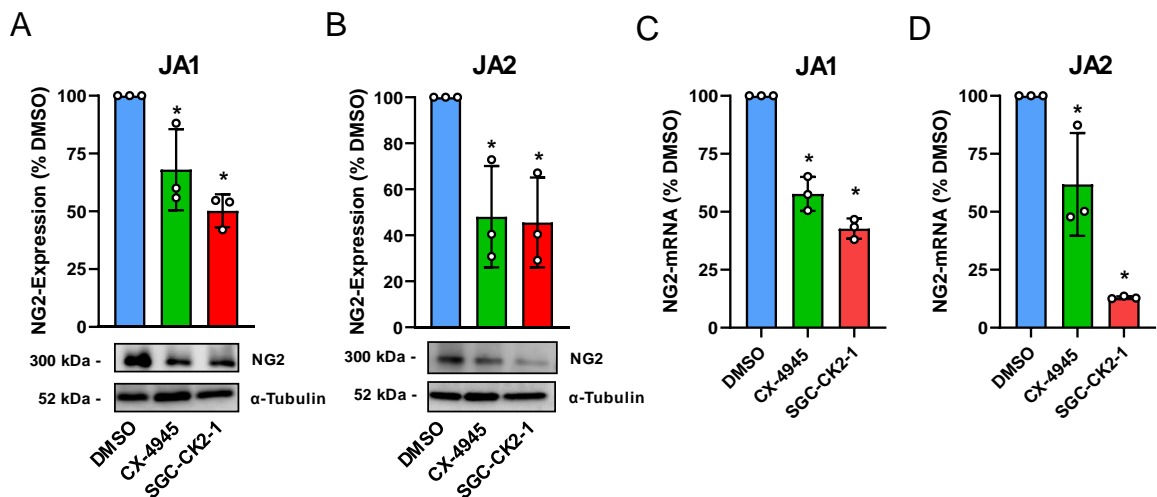 A
JA1
NG2-Expression (% DMSO)
100
75
50
25
0
*
*
300 kDa -
NG2
52 kDa -
α-Tubulin
DMSO
CX-4945
SGC-CK2-1
B
JA2
NG2-Expression (% DMSO)
100
80
60
40
20
0
*
*
300 kDa -
NG2
52 kDa -
α-Tubulin
DMSO
CX-4945
SGC-CK2-1
C
JA1
NG2-mRNA (% DMSO)
100
75
50
25
0
*
*
DMSO
CX-4945
SGC-CK2-1
D
JA2
NG2-mRNA (% DMSO)
100
75
50
25
0
*
*
DMSO
CX-4945
SGC-CK2-1